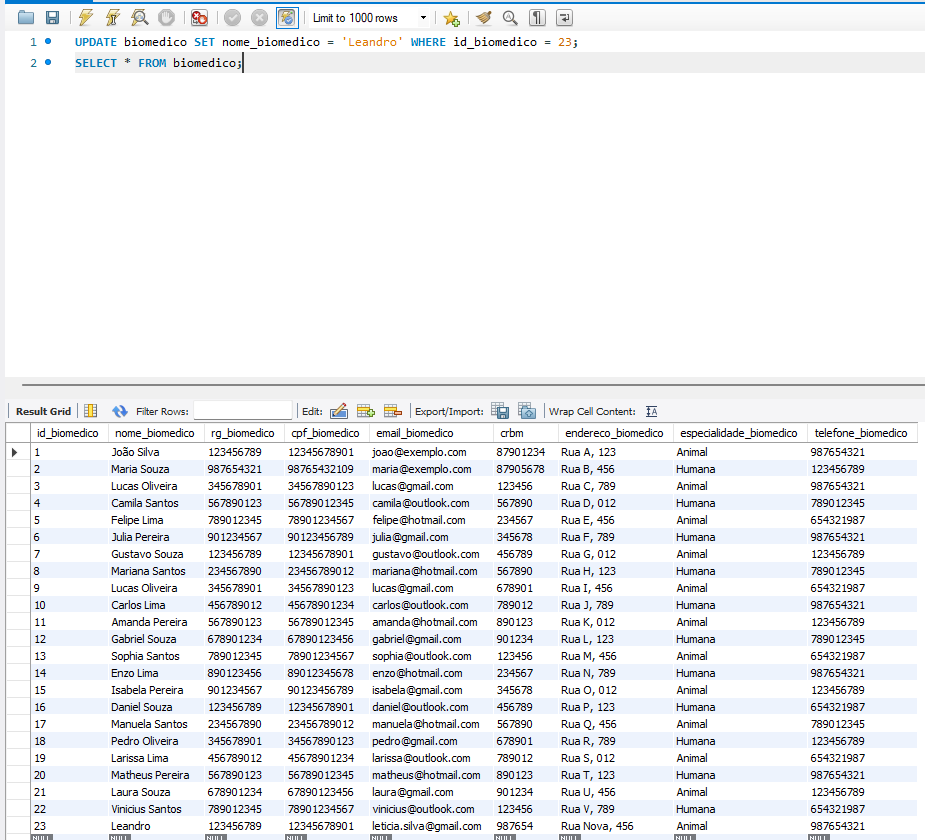 Limit to 1000 rows
1 UPDATE biomedico SET nome_biomedico = 'Leandro' WHERE id_biomedico = 23;
2 SELECT * FROM biomedico;
Result Grid Filter Rows: Edit: Export/Import: Wrap Cell Content:
id_biomedico nome_biomedico rg_biomedico cpf_biomedico email_biomedico crbm endereco_biomedico especialidade_biomedico telefone_biomedico
1 João Silva 123456789 12345678901 joao@exemplo.com 87901234 Rua A, 123 Animal 987654321
2 Maria Souza 987654321 98765432109 maria@exemplo.com 87905678 Rua B, 456 Humana 123456789
3 Lucas Oliveira 345678901 34567890123 lucas@gmail.com 123456 Rua C, 789 Animal 987654321
4 Camila Santos 567890123 56789012345 camila@outlook.com 567890 Rua D, 012 Humana 789012345
5 Felipe Lima 789012345 78901234567 felipe@hotmail.com 234567 Rua E, 456 Animal 654321987
6 Julia Pereira 901234567 90123456789 julia@gmail.com 345678 Rua F, 789 Humana 987654321
7 Gustavo Souza 123456789 12345678901 gustavo@outlook.com 456789 Rua G, 012 Animal 123456789
8 Mariana Santos 234567890 23456789012 mariana@hotmail.com 567890 Rua H, 123 Humana 789012345
9 Lucas Oliveira 345678901 34567890123 lucas@gmail.com 678901 Rua I, 456 Animal 654321987
10 Carlos Lima 456789012 45678901234 carlos@outlook.com 789012 Rua J, 789 Humana 987654321
11 Amanda Pereira 567890123 56789012345 amanda@hotmail.com 890123 Rua K, 012 Animal 123456789
12 Gabriel Souza 678901234 67890123456 gabriel@gmail.com 901234 Rua L, 123 Humana 789012345
13 Sophia Santos 789012345 78901234567 sophia@outlook.com 123456 Rua M, 456 Animal 654321987
14 Enzo Lima 890123456 89012345678 enzo@hotmail.com 234567 Rua N, 789 Humana 987654321
15 Isabela Pereira 901234567 90123456789 isabela@gmail.com 345678 Rua O, 012 Animal 123456789
16 Daniel Souza 123456789 12345678901 daniel@outlook.com 456789 Rua P, 123 Humana 654321987
17 Manuela Santos 234567890 23456789012 manuela@hotmail.com 567890 Rua Q, 456 Animal 789012345
18 Pedro Oliveira 345678901 34567890123 pedro@gmail.com 678901 Rua R, 789 Humana 123456789
19 Larissa Lima 456789012 45678901234 larissa@outlook.com 789012 Rua S, 012 Animal 654321987
20 Matheus Pereira 567890123 56789012345 matheus@hotmail.com 890123 Rua T, 123 Humana 987654321
21 Laura Souza 678901234 67890123456 laura@gmail.com 901234 Rua U, 456 Animal 123456789
22 Vinicius Santos 789012345 78901234567 vinicius@outlook.com 123456 Rua V, 789 Humana 654321987
23 Leandro 123456789 12345678901 leticia.silva@gmail.com 987654 Rua Nova, 456 Animal 987654321
NULL NULL NULL NULL NULL NULL NULL NULL NULL